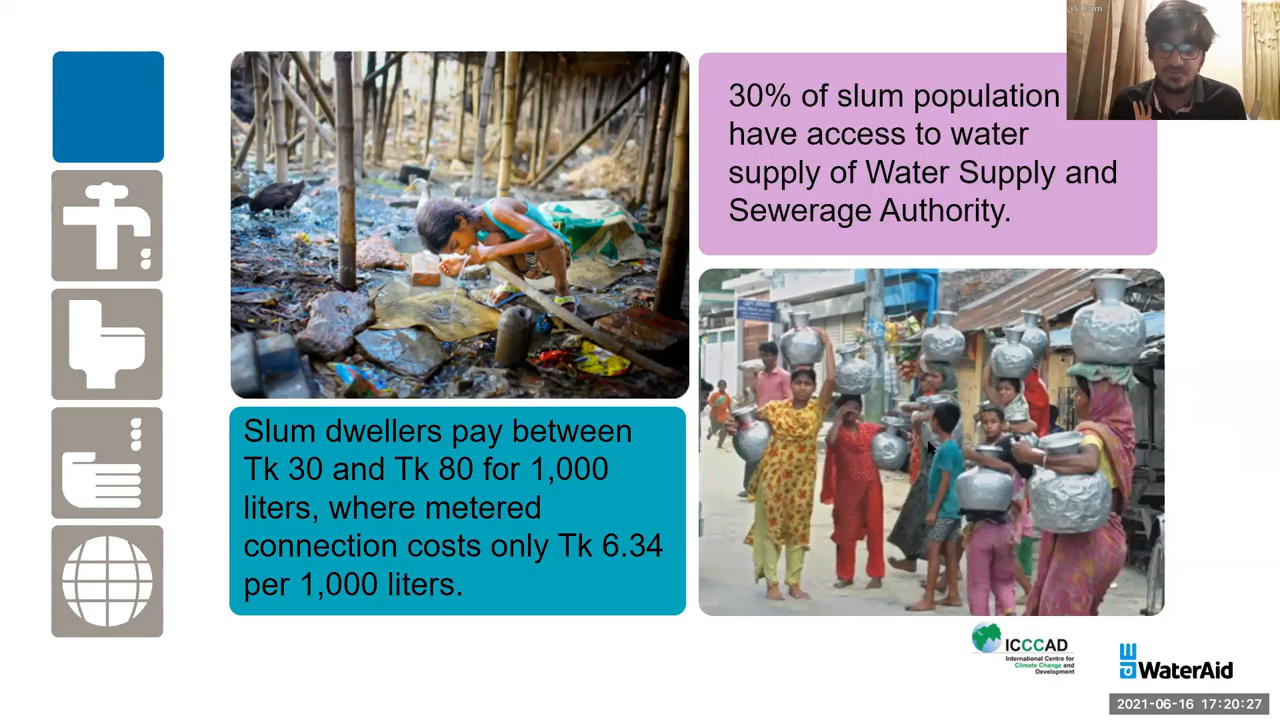 iVCam
30% of slum population
have access to water
supply of Water Supply and
Sewerage Authority.
Slum dwellers pay between
Tk 30 and Tk 80 for 1,000
liters, where metered
connection costs only Tk 6.34
per 1,000 liters.
ICCCAD
International Centre for
Climate Change and
Development
WaterAid
2021-06-16 17:20:27